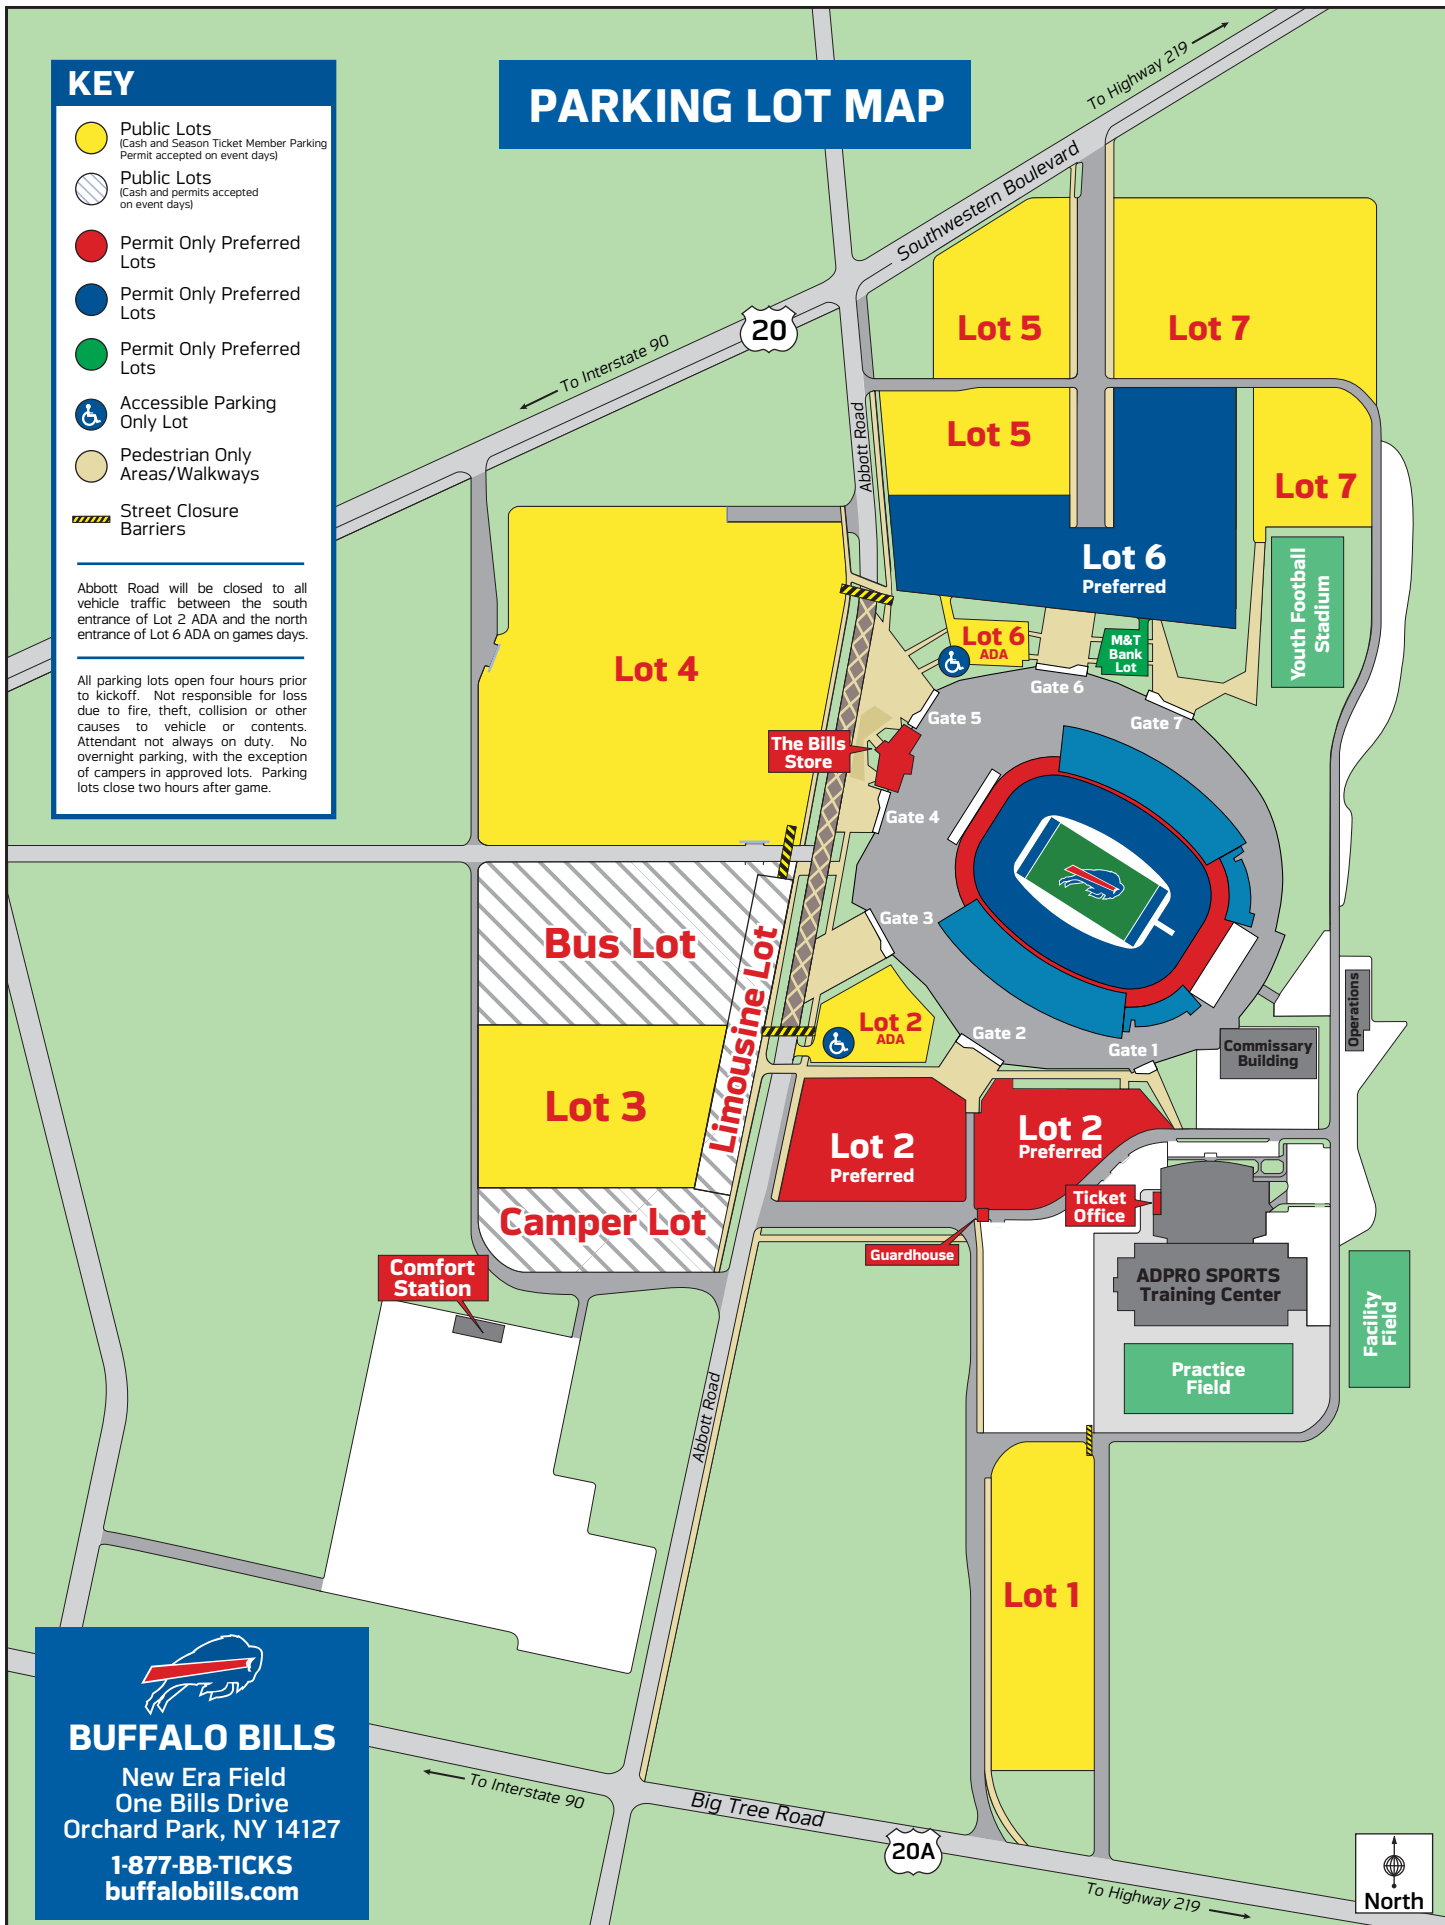 KEY
Public Lots
(Cash and Season Ticket Member Parking
Permit accepted on event days)
Public Lots
(Cash and permits accepted
on event days)
Permit Only Preferred
Lots
Permit Only Preferred
Lots
Permit Only Preferred
Lots
Accessible Parking
Only Lot
Pedestrian Only
Areas/Walkways
Street Closure
Barriers
Abbott Road will be closed to all
vehicle traffic between the south
entrance of Lot 2 ADA and the north
entrance of Lot 6 ADA on games days.
All parking lots open four hours prior
to kickoff. Not responsible for loss
due to fire, theft, collision or other
causes to vehicle or contents.
Attendant not always on duty. No
overnight parking, with the exception
of campers in approved lots. Parking
lots close two hours after game.
PARKING LOT MAP
To Highway 219
Southwestern Boulevard
20
To Interstate 90
Lot 5
Lot 7
Abbott Road
Lot 5
Lot 7
Lot 6
Preferred
Youth Football
Stadium
Lot 6
ADA
M&T
Bank
Lot
Lot 4
Gate 6
Gate 5
Gate 7
The Bills
Store
Gate 4
Gate 3
Bus Lot
Limousine Lot
Lot 2
ADA
Gate 2
Gate 1
Operations
Commissary
Building
Lot 3
Lot 2
Preferred
Lot 2
Preferred
Ticket
Office
Camper Lot
Guardhouse
Comfort
Station
ADPRO SPORTS
Training Center
Facility
Field
Practice
Field
Abbott Road
Lot 1
BUFFALO BILLS
New Era Field
One Bills Drive
Orchard Park, NY 14127
1-877-BB-TICKS
buffalobills.com
To Interstate 90
Big Tree Road
20A
To Highway 219
North